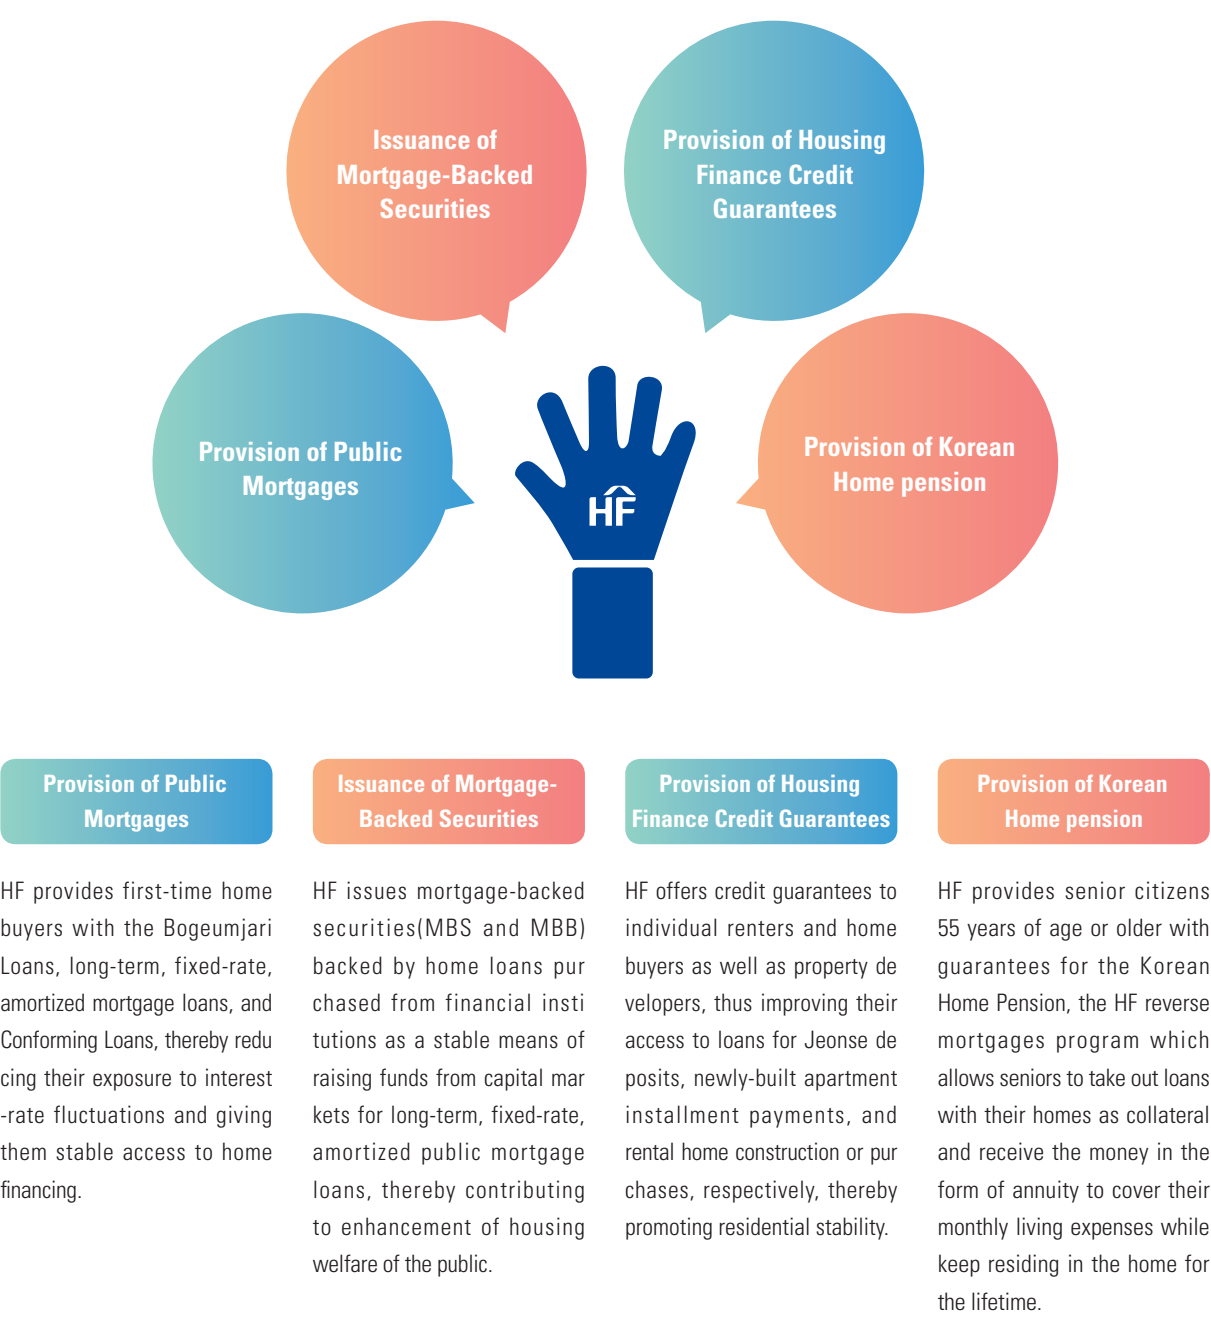 Issuance of
Mortgage-Backed
Securities
Provision of Housing
Finance Credit
Guarantees
Provision of Public
Mortgages
Provision of Korean
Home pension
HF
Provision of Public
Mortgages
HF provides first-time home
buyers with the Bogeumjari
Loans, long-term, fixed-rate,
amortized mortgage loans, and
Conforming Loans, thereby redu
cing their exposure to interest
-rate fluctuations and giving
them stable access to home
financing.
Issuance of Mortgage-
Backed Securities
HF issues mortgage-backed
securities(MBS and MBB)
backed by home loans pur
chased from financial insti
tutions as a stable means of
raising funds from capital mar
kets for long-term, fixed-rate,
amortized public mortgage
loans, thereby contributing
to enhancement of housing
welfare of the public.
Provision of Housing
Finance Credit Guarantees
HF offers credit guarantees to
individual renters and home
buyers as well as property de
velopers, thus improving their
access to loans for Jeonse de
posits, newly-built apartment
installment payments, and
rental home construction or pur
chases, respectively, thereby
promoting residential stability.
Provision of Korean
Home pension
HF provides senior citizens
55 years of age or older with
guarantees for the Korean
Home Pension, the HF reverse
mortgages program which
allows seniors to take out loans
with their homes as collateral
and receive the money in the
form of annuity to cover their
monthly living expenses while
keep residing in the home for
the lifetime.